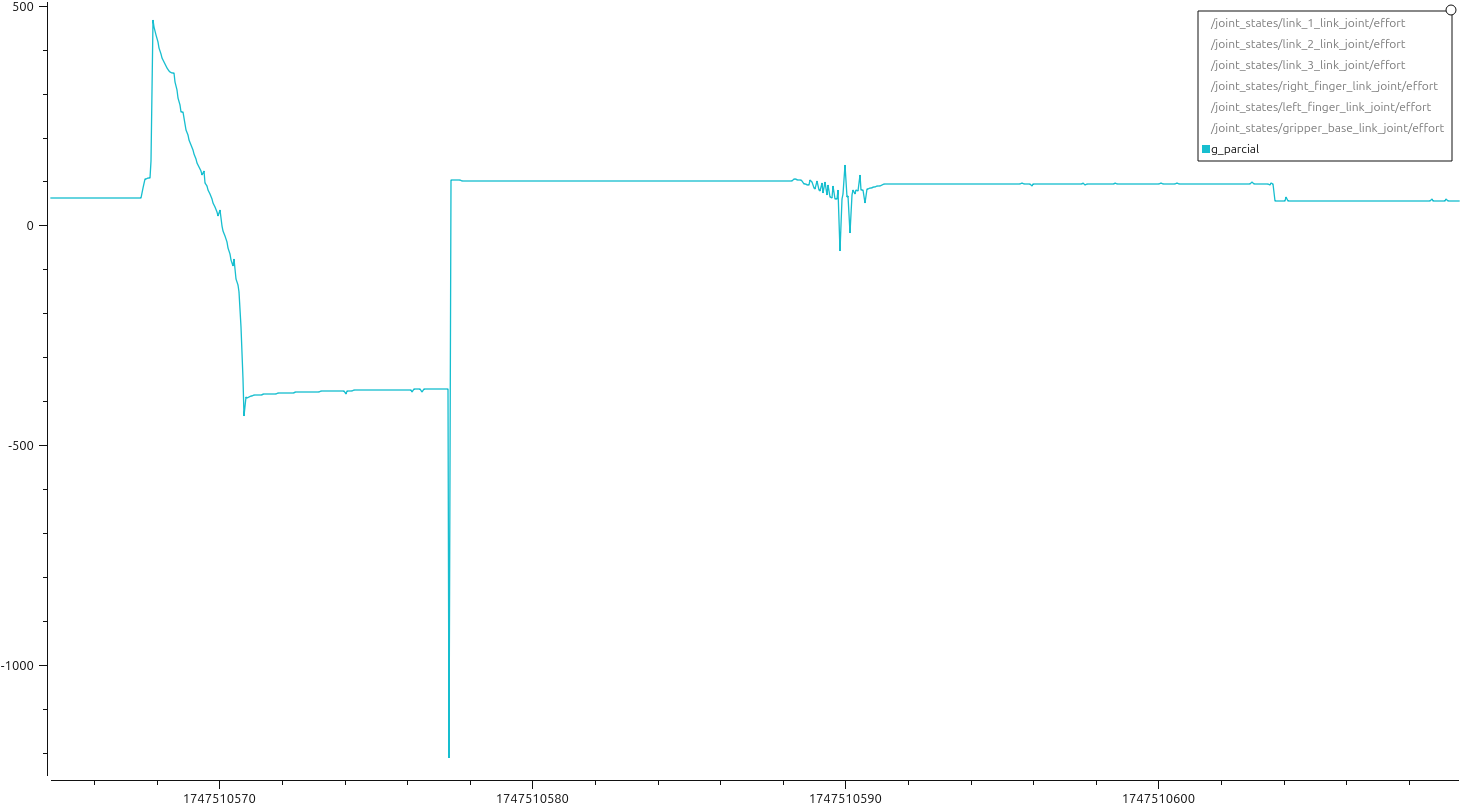 500
0
-500
-1000
/joint_states/link_1_link_joint/effort
/joint_states/link_2_link_joint/effort
/joint_states/link_3_link_joint/effort
/joint_states/right_finger_link_joint/effort
/joint_states/left_finger_link_joint/effort
/joint_states/gripper_base_link_joint/effort
g_parcial
1747510570 1747510580 1747510590 1747510600